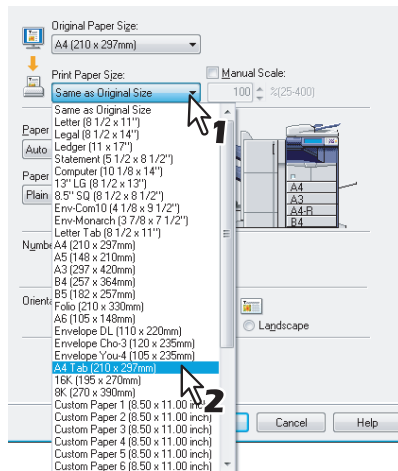 Original Paper Size:
A4 (210 x 297mm)
Print Paper Size:
Manual Scale:
Same as Original Size
100 %(25-400)
1
Same as Original Size
Letter (8 1/2 x 11")
Legal (8 1/2 x 14")
Ledger (11 x 17")
Statement (5 1/2 x 8 1/2")
Computer (10 1/8 x 14")
13" LG (8 1/2 x 13")
8.5" SQ (8 1/2 x 8 1/2")
Env-Com10 (4 1/8 x 9 1/2")
Env-Monarch (3 7/8 x 7 1/2")
Letter Tab (8 1/2 x 11")
A4 (210 x 297mm)
A5 (148 x 210mm)
A3 (297 x 420mm)
B4 (257 x 364mm)
B5 (182 x 257mm)
Folio (210 x 330mm)
A6 (105 x 148mm)
Envelope DL (110 x 220mm)
Envelope Cho-3 (120 x 235mm)
Envelope You-4 (105 x 235mm)
A4 Tab (210 x 297mm)
16K (195 x 270mm)
8K (270 x 390mm)
Custom Paper 1 (8.50 x 11.00 inch)
Custom Paper 2 (8.50 x 11.00 inch)
Custom Paper 3 (8.50 x 11.00 inch)
Custom Paper 4 (8.50 x 11.00 inch)
Custom Paper 5 (8.50 x 11.00 inch)
Custom Paper 6 (8.50 x 11.00 inch)
2
Paper
Auto
Paper
Plain
A4
A3
A4-R
B4
Numbe
Orienta
Landscape
Cancel
Help